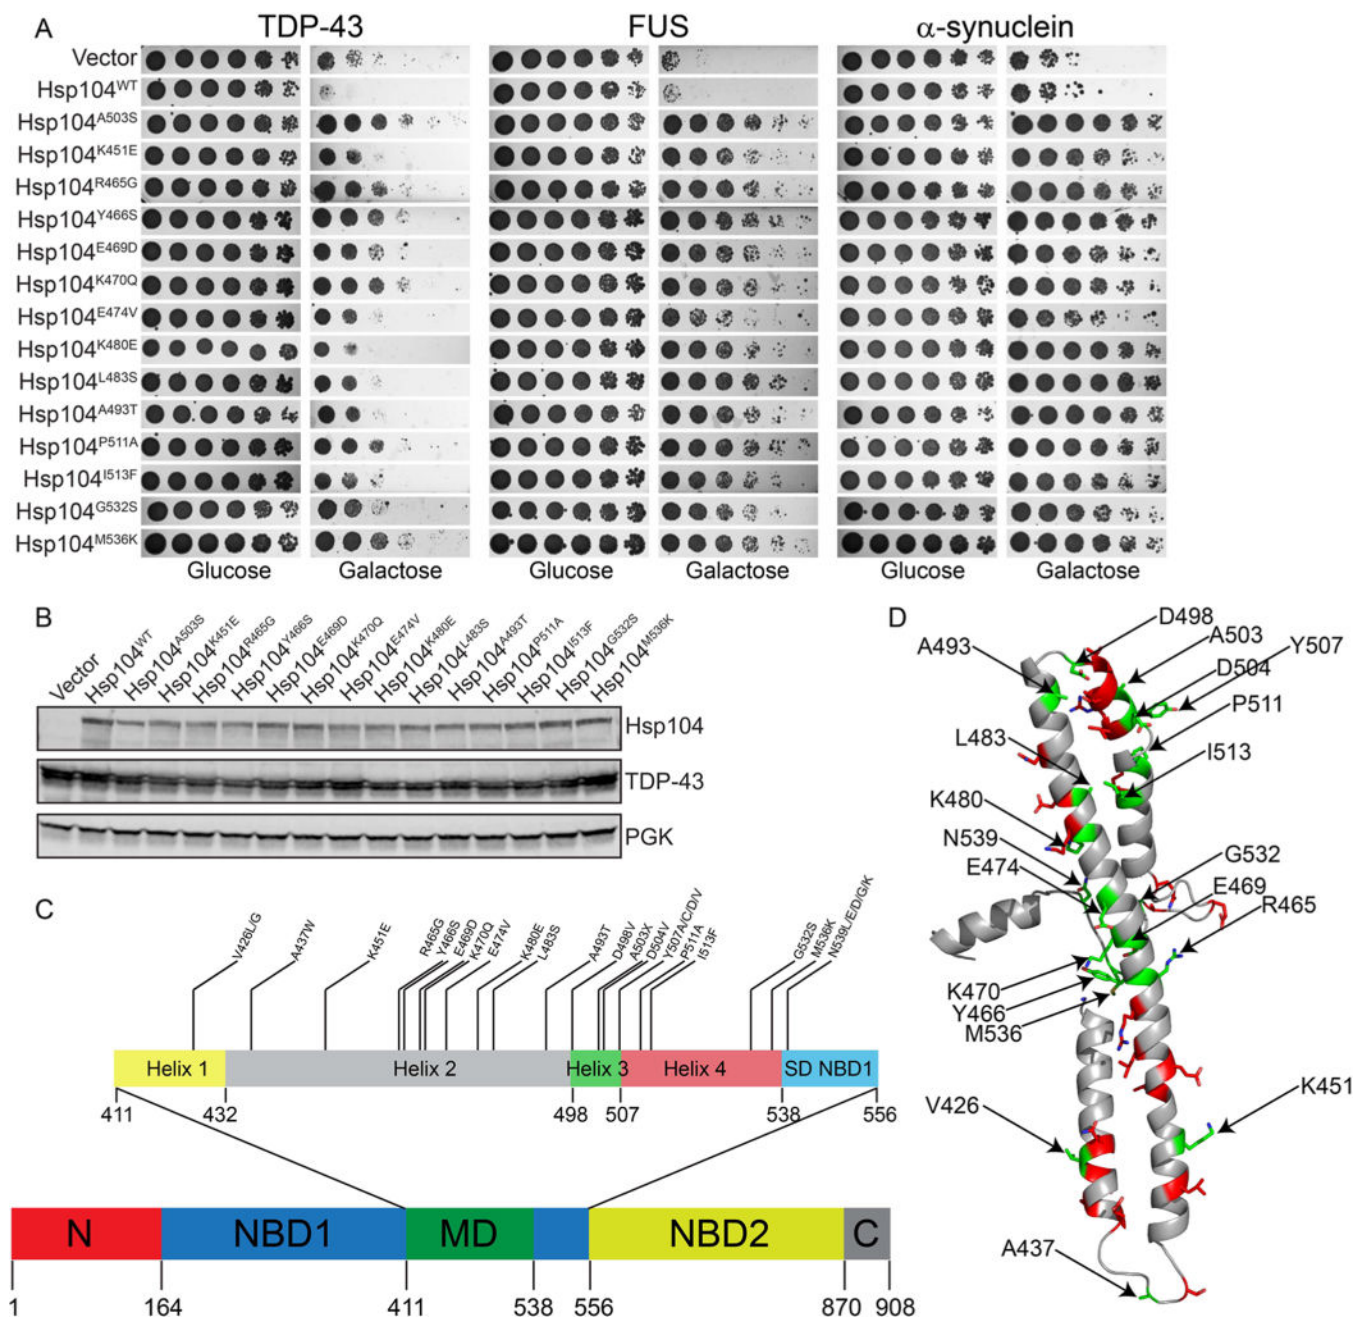 A
TDP-43 FUS α-synuclein
Vector
Hsp104WT
Hsp104A503S
Hsp104K451E
Hsp104R465G
Hsp104Y466S
Hsp104E469D
Hsp104K470Q
Hsp104E474V
Hsp104K480E
Hsp104L483S
Hsp104A493T
Hsp104P511A
Hsp104I513F
Hsp104G532S
Hsp104M536K
Glucose Galactose Glucose Galactose Glucose Galactose
B
Vector Hsp104WT Hsp104A503S Hsp104K451E Hsp104R465G Hsp104Y466S Hsp104E469D Hsp104K470Q Hsp104E474V Hsp104K480E Hsp104L483S Hsp104A493T Hsp104P511A Hsp104I513F Hsp104G532S Hsp104M536K
Hsp104
TDP-43
PGK
C
V426L/G A437W K451E R465G Y466S E469D K470Q E474V K480E L483S A493T D498V A503X D504V Y507A/C/D/V P511A I513F G532S M536K N539L/E/D/G/K
Helix 1 Helix 2 Helix 3 Helix 4 SD NBD1
411 432 498 507 538 556
N NBD1 MD NBD2 C
1 164 411 538 556 870 908
D
D498
A503
A493
Y507
D504
P511
L483
I513
K480
N539
G532
E474
E469
R465
K470
Y466
M536
K451
V426
A437